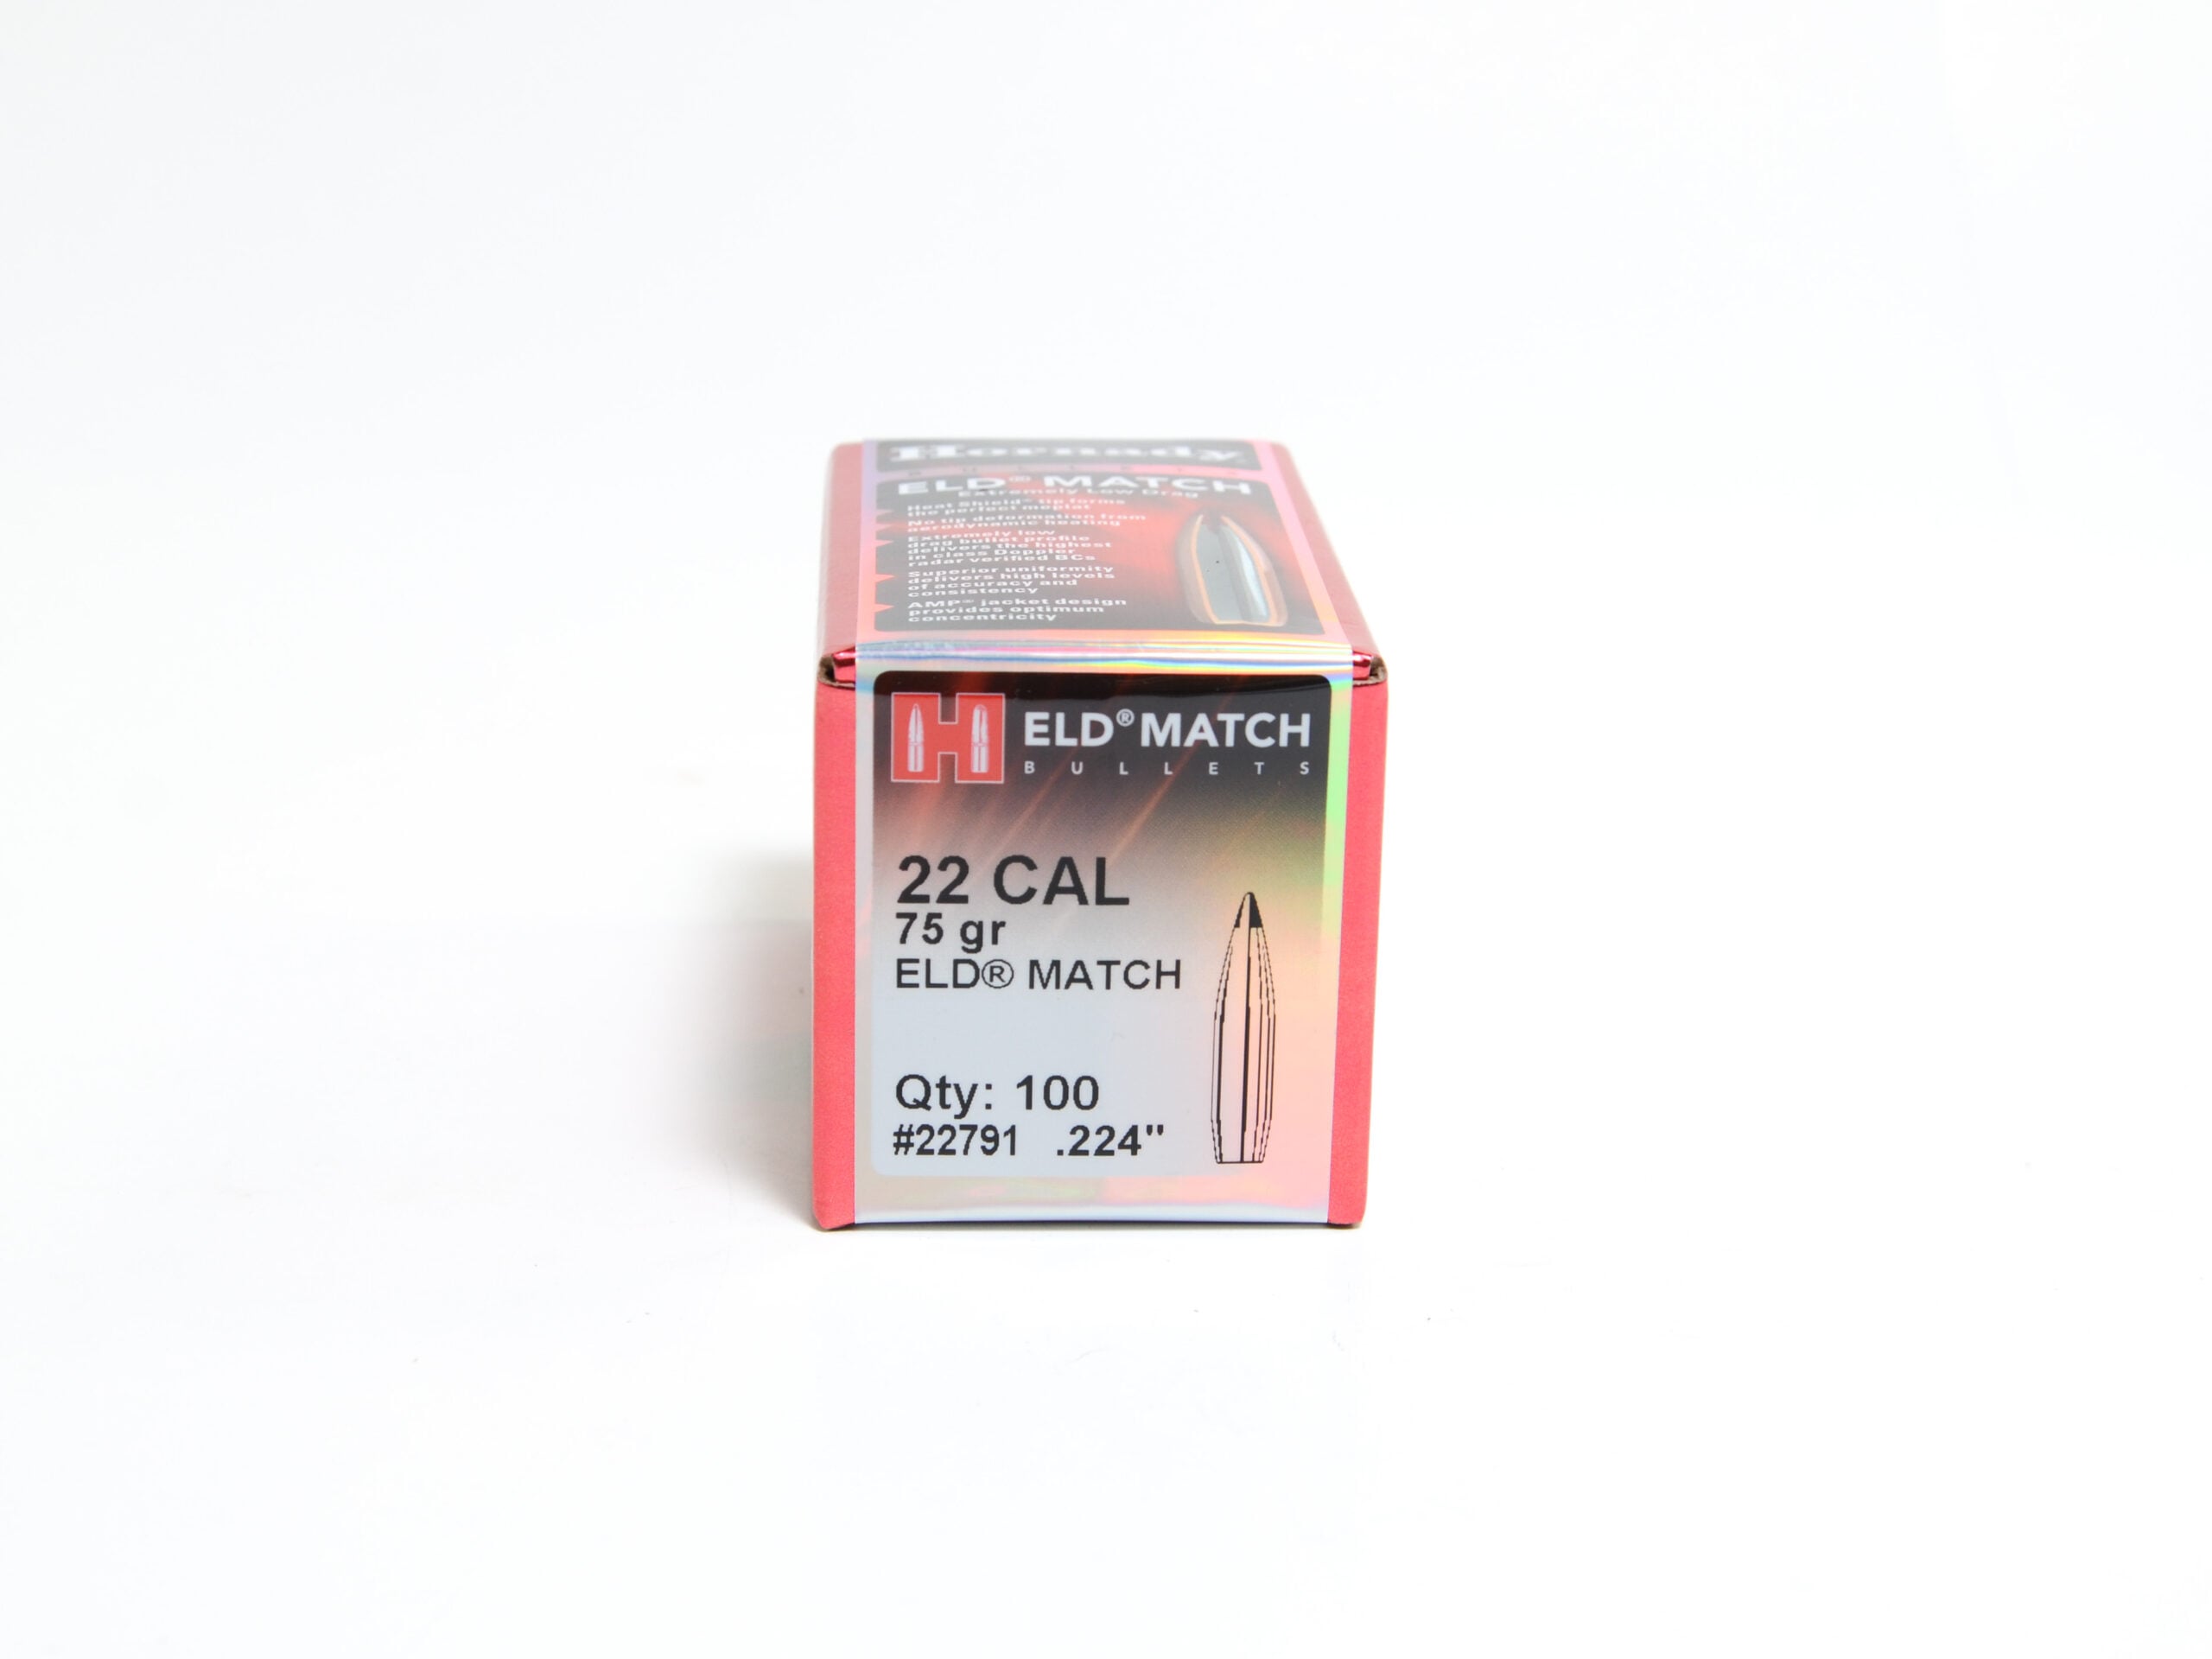 Hornady
BULLETS
ELD® MATCH
Extremely Low Drag
Heat Shield® tip forms
the perfect meplat
No tip deformation from
aerodynamic heating
Extremely low
drag bullet profile
delivers the highest
in class Doppler
radar verified BCs
Superior uniformity
delivers high levels
of accuracy and
consistency
AMP® jacket design
provides optimum
concentricity
H ELD® MATCH
BULLETS
22 CAL
75 gr
ELD® MATCH
Qty: 100
#22791 .224"